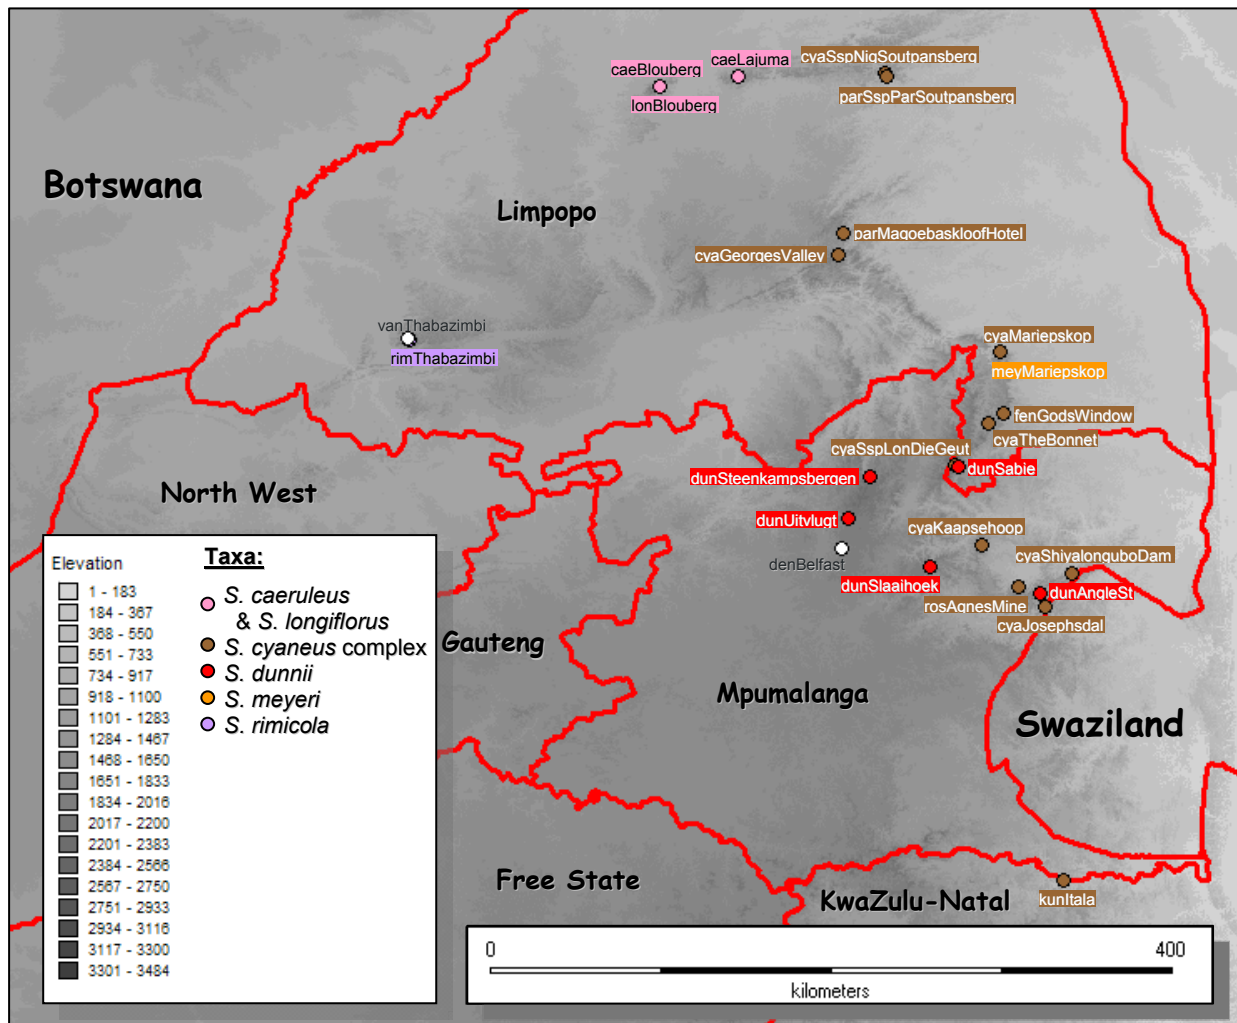 cyaSspNigSoutpansberg
caeLajuma
caeBlouberg
lonBlouberg
parSspParSoutpansberg
Botswana
Limpopo
parMagoebaskloofHotel
cyaGeorgesValley
vanThabazimbi
rimThabazimbi
cyaMariepskop
meyMariepskop
fenGodsWindow
cyaTheBonnet
cyaSspLonDieGeut
dunSabie
dunSteenkampsbergen
North West
dunUitvlugt
cyaKaapsehoop
denBelfast
cyaShiyalonguboDam
dunSlaaihoek
dunAngleSt
rosAgnesMine
cyaJosephsdal
Gauteng
Mpumalanga
Swaziland
Free State
KwaZulu-Natal
kunItala
Elevation
1 - 183
184 - 367
368 - 550
551 - 733
734 - 917
918 - 1100
1101 - 1283
1284 - 1467
1468 - 1650
1651 - 1833
1834 - 2016
2017 - 2200
2201 - 2383
2384 - 2566
2567 - 2750
2751 - 2933
2934 - 3116
3117 - 3300
3301 - 3484
Taxa:
S. caeruleus
& S. longiflorus
S. cyaneus complex
S. dunnii
S. meyeri
S. rimicola
0 400
kilometers